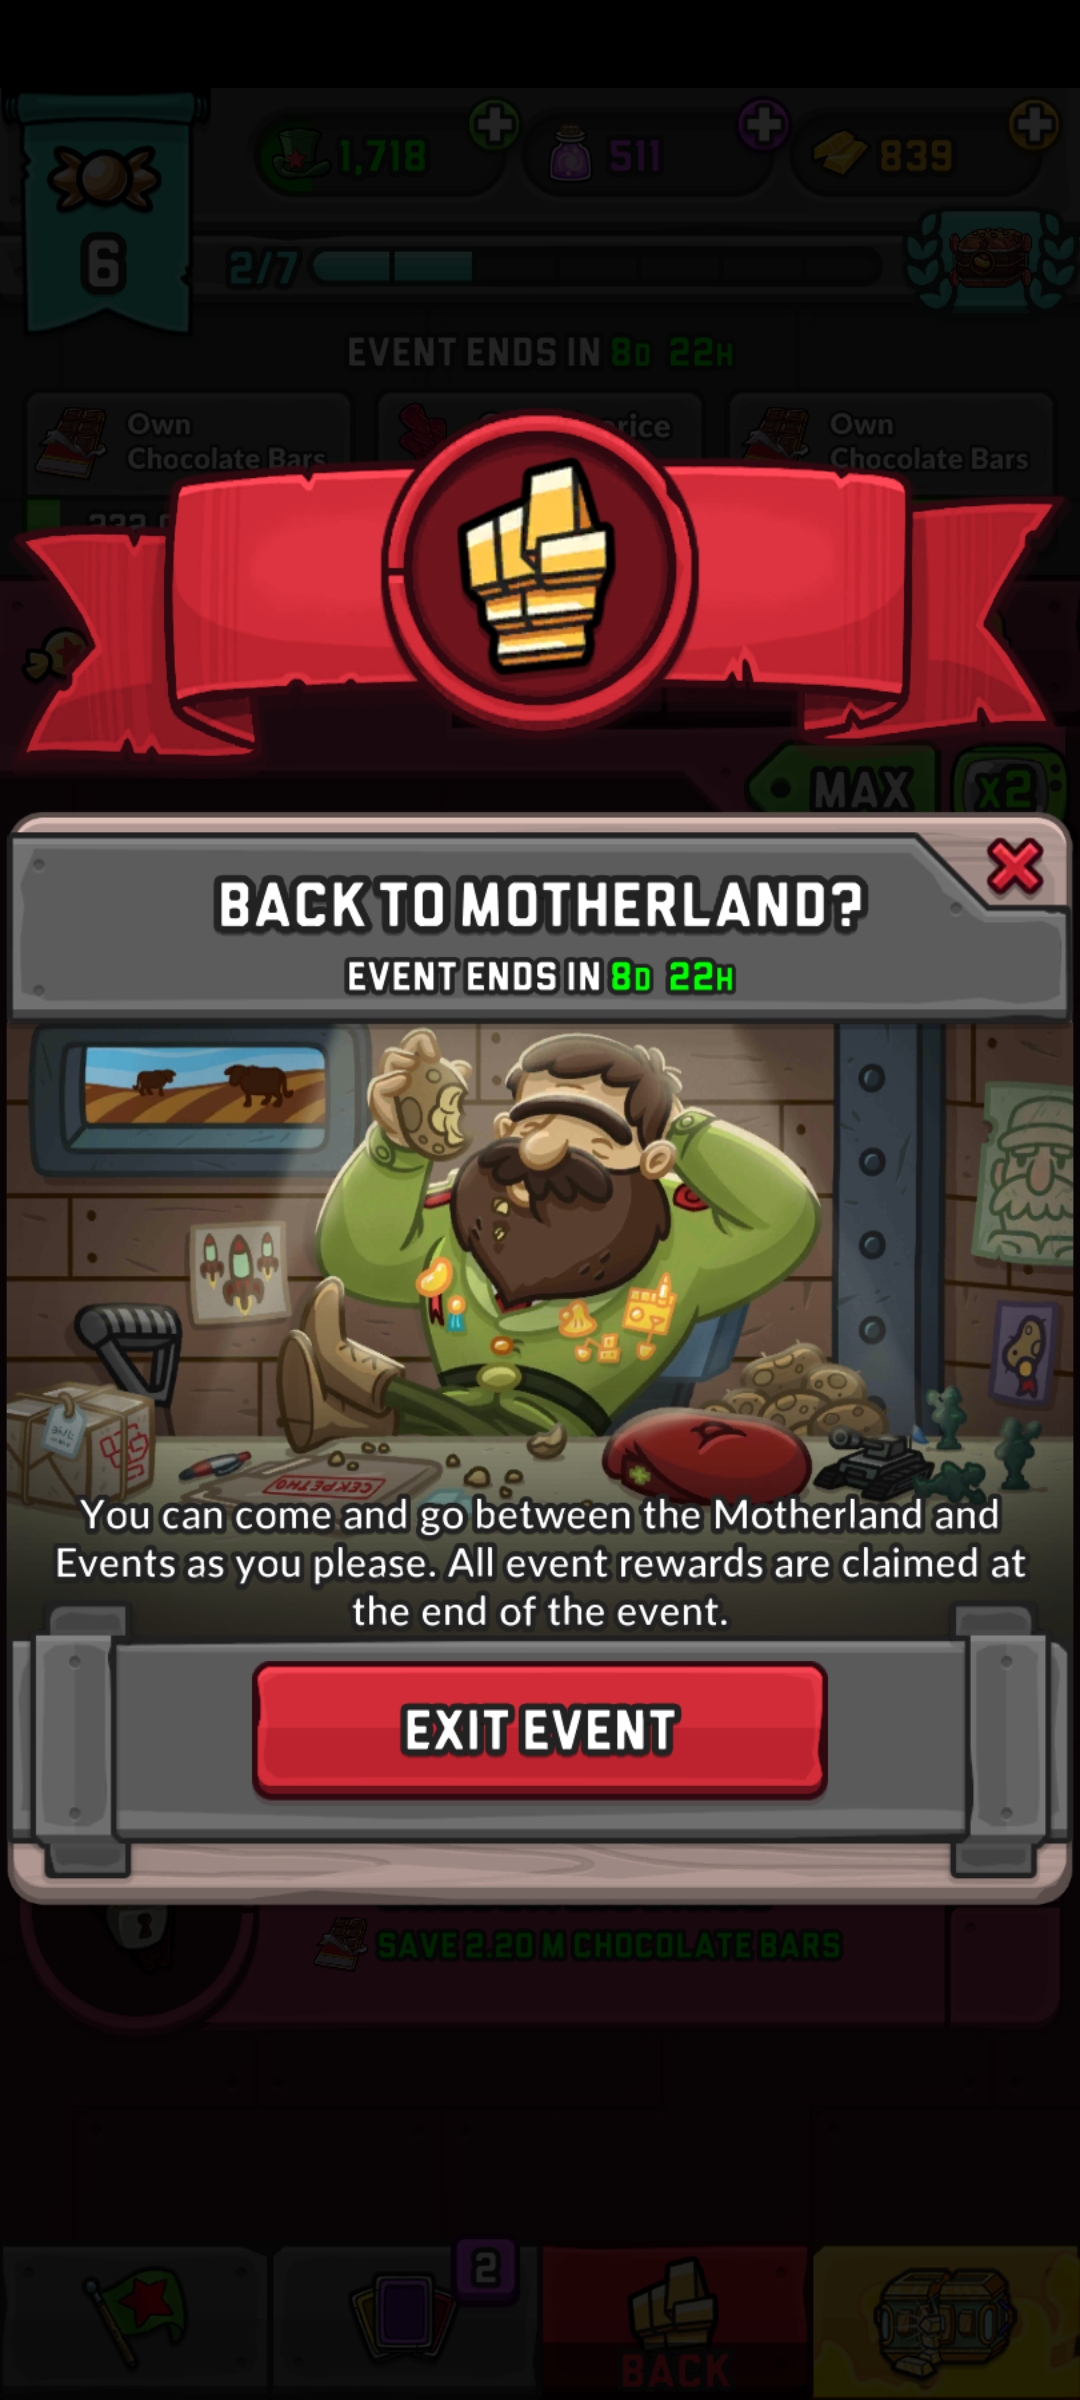 1,718
511
839
6
2/7
EVENT ENDS IN 8D 22H
Own
Chocolate Bars
Own
Chocolate Bars
MAX
x2
BACK TO MOTHERLAND?
EVENT ENDS IN 8D 22H
СЕКРЕТНО
You can come and go between the Motherland and
Events as you please. All event rewards are claimed at
the end of the event.
EXIT EVENT
SAVE 2.20 M CHOCOLATE BARS
2
BACK